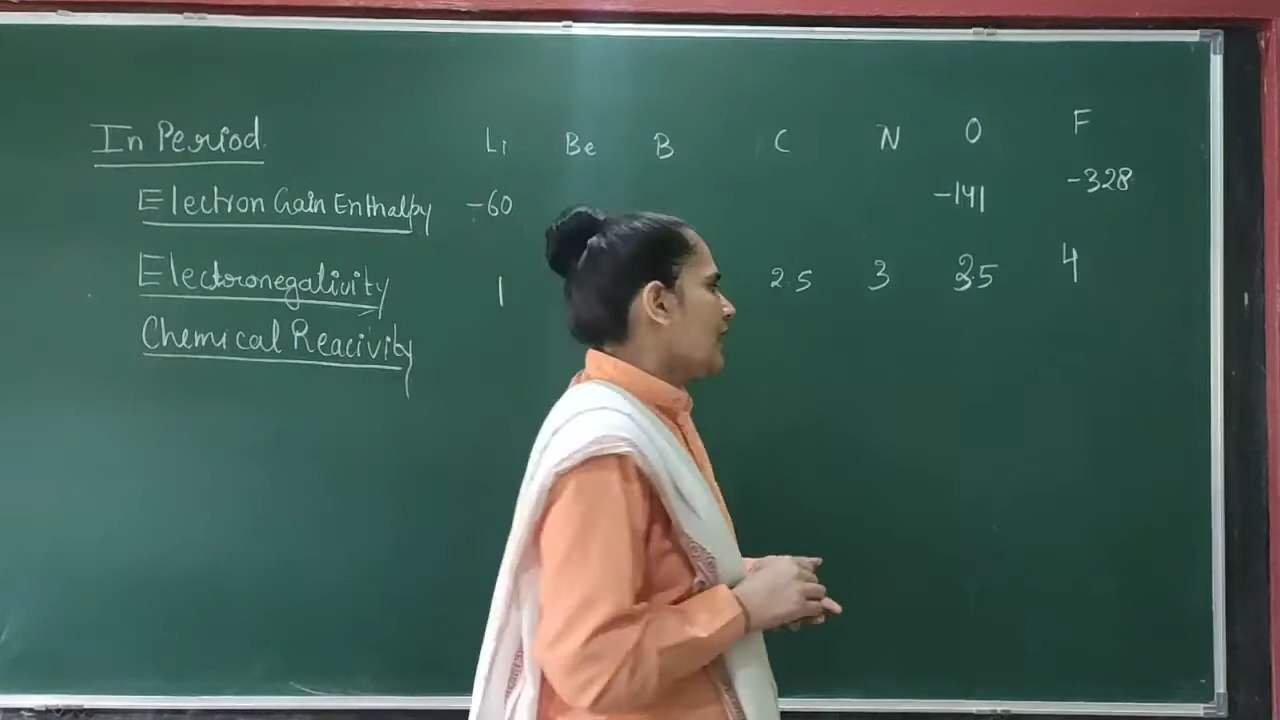 In Period. Li Be B C N O F
Electron Gain Enthalpy -60 -141 -328
Electronegativity 1 2.5 3 3.5 4
Chemical Reacivity